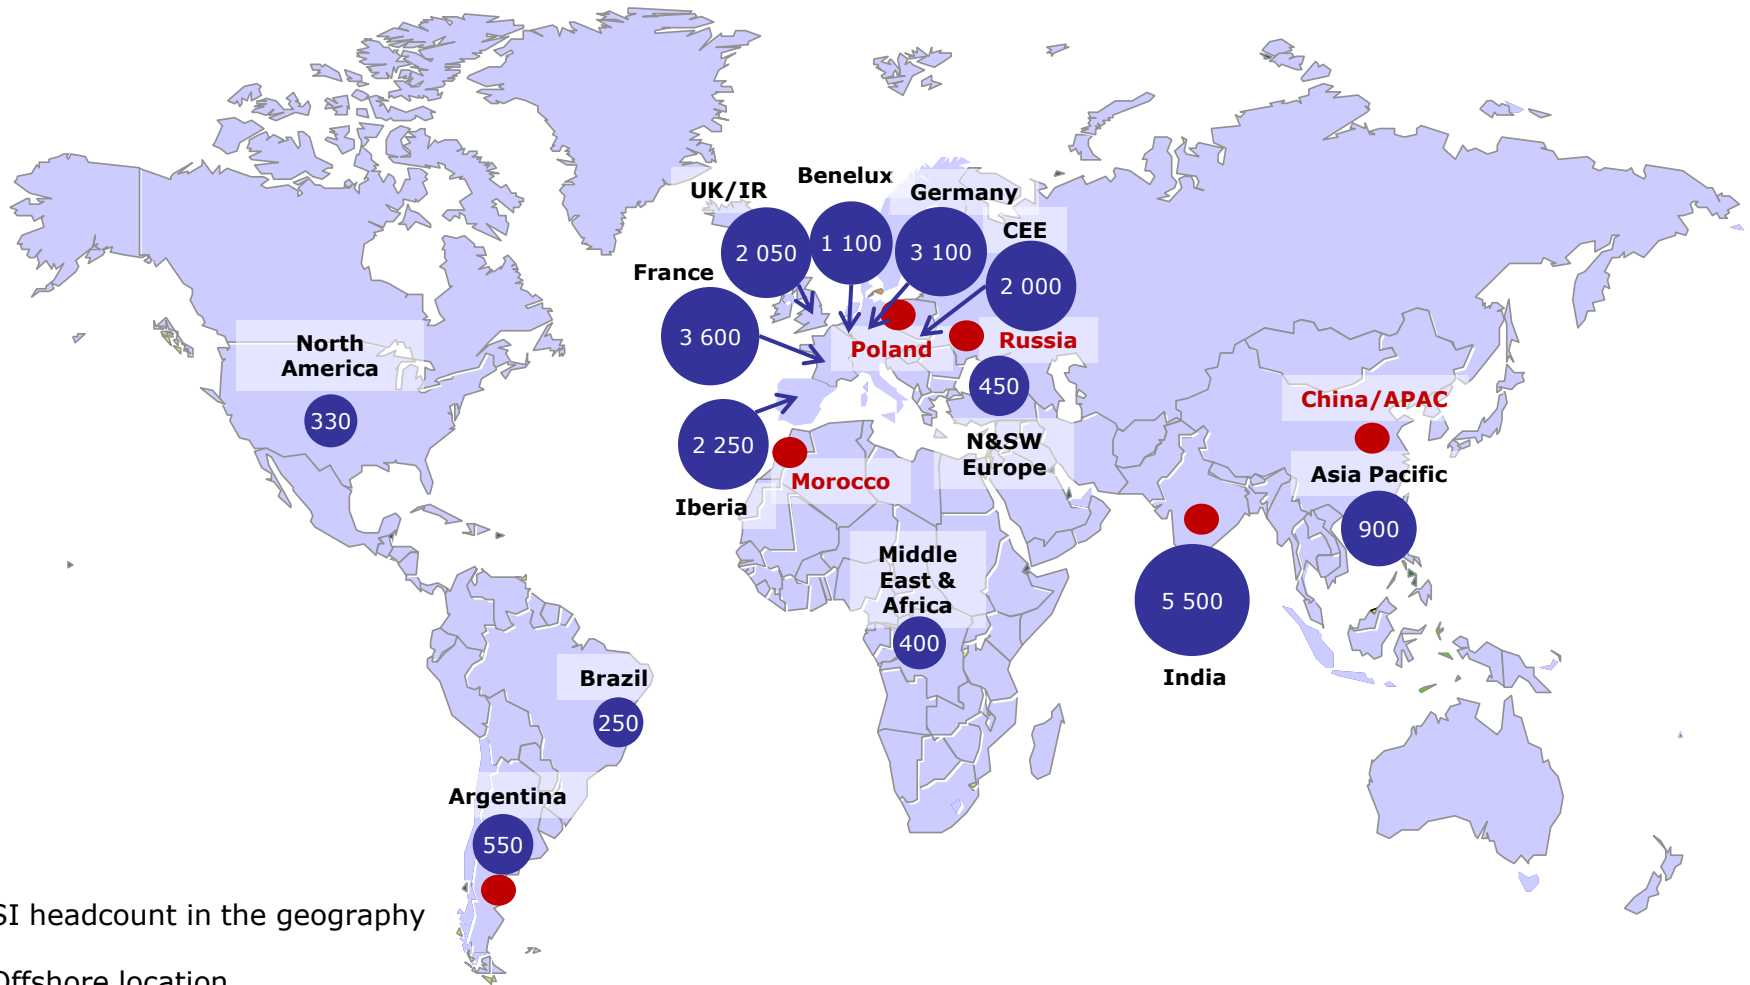 Benelux
UK/IR
Germany
CEE
2 050
1 100
3 100
2 000
France
3 600
North
America
330
Poland
Russia
450
China/APAC
2 250
N&SW
Europe
Iberia
Morocco
Asia Pacific
900
Middle
East &
Africa
400
5 500
India
Brazil
250
Argentina
550
SI headcount in the geography
Offshore location